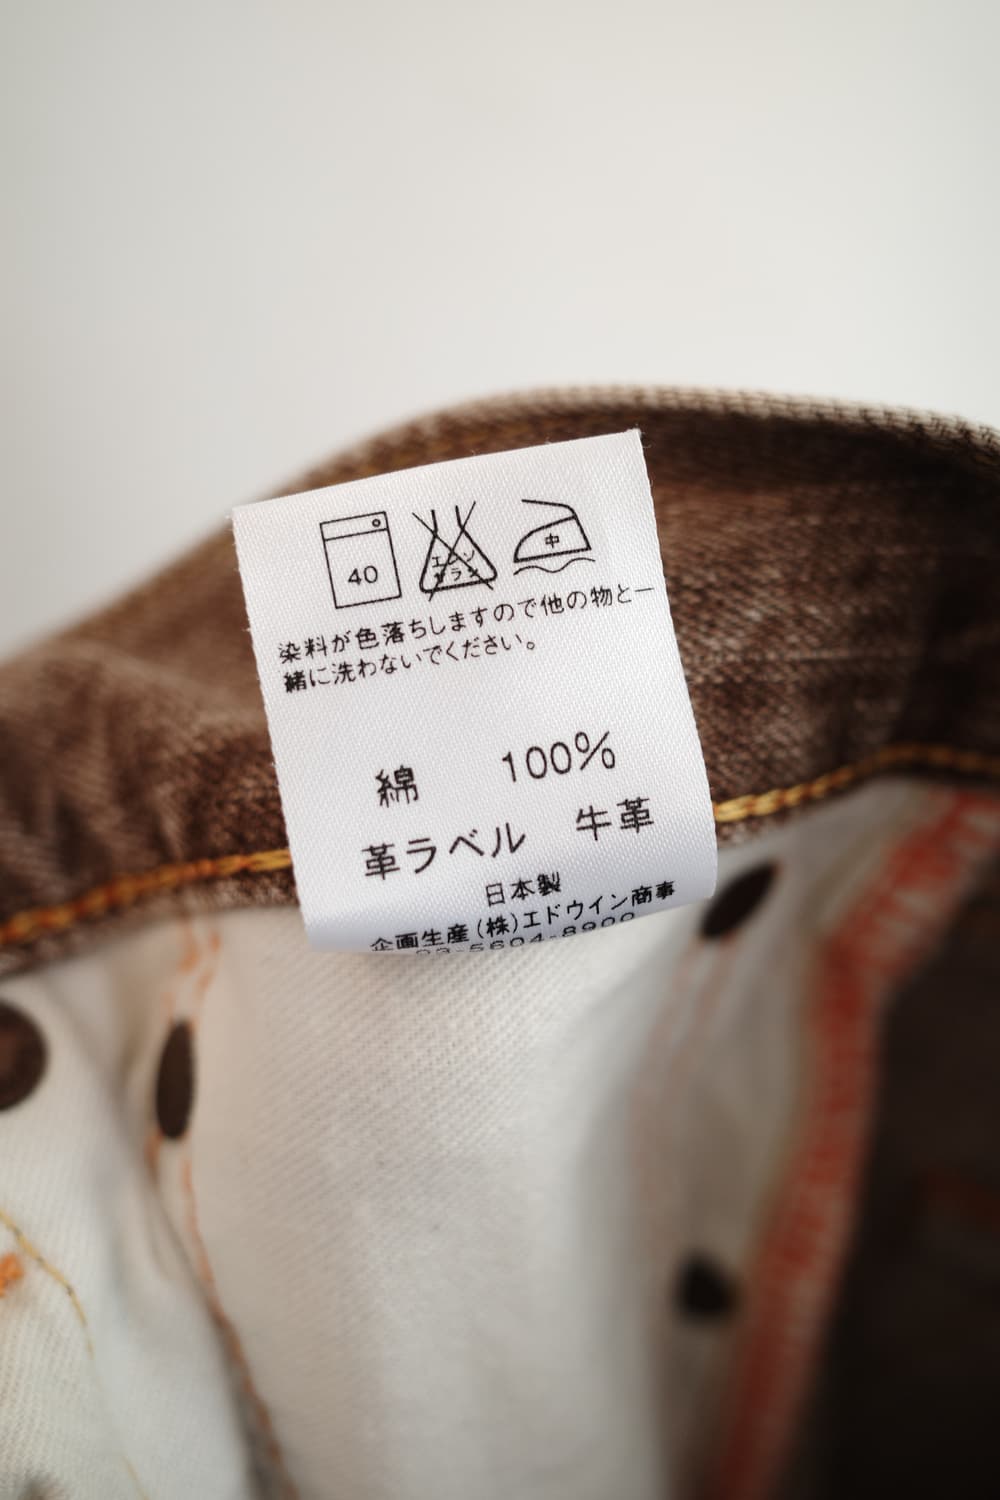 40
エンソ
サラシ
中
染料が色落ちしますので他の物と一
緒に洗わないでください。
綿 100%
革ラベル 牛革
日本製
企画生産(株)エドウイン商事
03-5604-8900